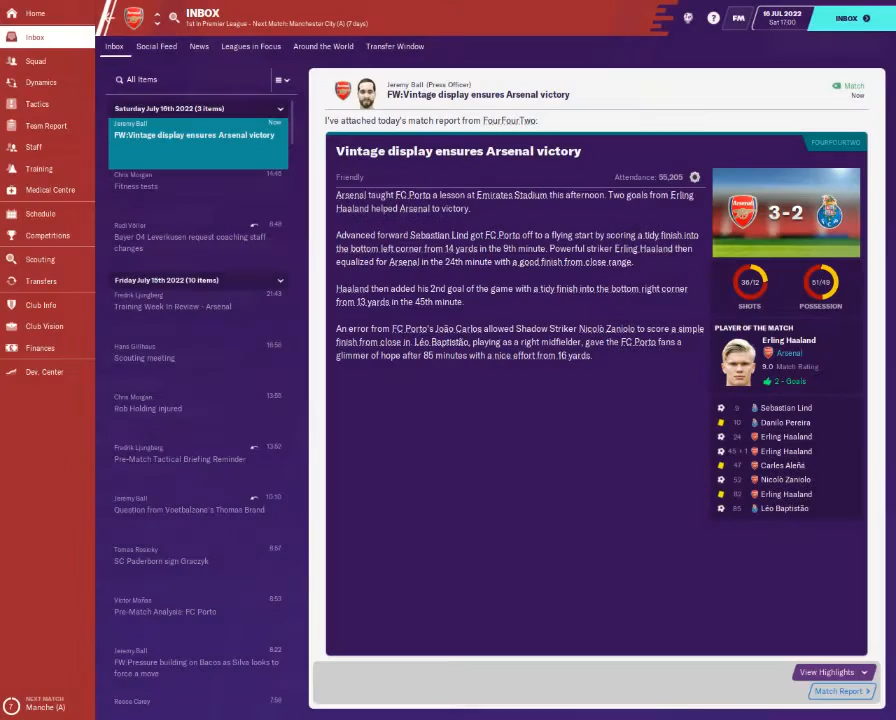 Home
Inbox
Squad
Dynamics
Tactics
Team Report
Staff
Training
Medical Centre
Schedule
Competitions
Scouting
Transfers
Club Info
Club Vision
Finances
Dev. Center
NEXT MATCH
7
Manche (A)
INBOX
1st in Premier League - Next Match: Manchester City (A) (7 days)
?
FM
16 JUL 2022
Sat 17:00
INBOX
Inbox
Social Feed
News
Leagues in Focus
Around the World
Transfer Window
All Items
Saturday July 16th 2022 (3 items)
Jeremy Ball Now
FW:Vintage display ensures Arsenal victory
Chris Morgan 14:46
Fitness tests
Rudi Völler 8:48
Bayer 04 Leverkusen request coaching staff
changes
Friday July 15th 2022 (10 items)
Fredrik Ljungberg 21:43
Training Week In Review - Arsenal
Hans Gillhaus 16:56
Scouting meeting
Chris Morgan 13:55
Rob Holding injured
Fredrik Ljungberg 13:52
Pre-Match Tactical Briefing Reminder
Jeremy Ball 10:10
Question from Voetbalzone's Thomas Brand
Tomas Rosicky 8:57
SC Paderborn sign Graczyk
Victor Mañas 8:53
Pre-Match Analysis: FC Porto
Jeremy Ball 8:22
FW:Pressure building on Bacos as Silva looks to
force a move
Reece Carey 7:56
Jeremy Ball (Press Officer)
FW:Vintage display ensures Arsenal victory
Match
Now
I've attached today's match report from FourFourTwo:
FOURFOURTWO
Vintage display ensures Arsenal victory
Friendly
Attendance: 55,205
Arsenal taught FC Porto a lesson at Emirates Stadium this afternoon. Two goals from Erling
Haaland helped Arsenal to victory.
Advanced forward Sebastian Lind got FC Porto off to a flying start by scoring a tidy finish into
the bottom left corner from 14 yards in the 9th minute. Powerful striker Erling Haaland then
equalized for Arsenal in the 24th minute with a good finish from close range.
Haaland then added his 2nd goal of the game with a tidy finish into the bottom right corner
from 13 yards in the 45th minute.
An error from FC Porto's João Carlos allowed Shadow Striker Nicolò Zaniolo to score a simple
finish from close in. Léo Baptistão, playing as a right midfielder, gave the FC Porto fans a
glimmer of hope after 85 minutes with a nice effort from 16 yards.
Arsenal
3-2
36/12
SHOTS
51/49
POSSESSION
PLAYER OF THE MATCH
Erling Haaland
Arsenal
9.0 Match Rating
2 - Goals
9 Sebastian Lind
10 Danilo Pereira
24 Erling Haaland
45 + 1 Erling Haaland
47 Carles Aleña
52 Nicolò Zaniolo
82 Erling Haaland
85 Léo Baptistão
View Highlights
Match Report